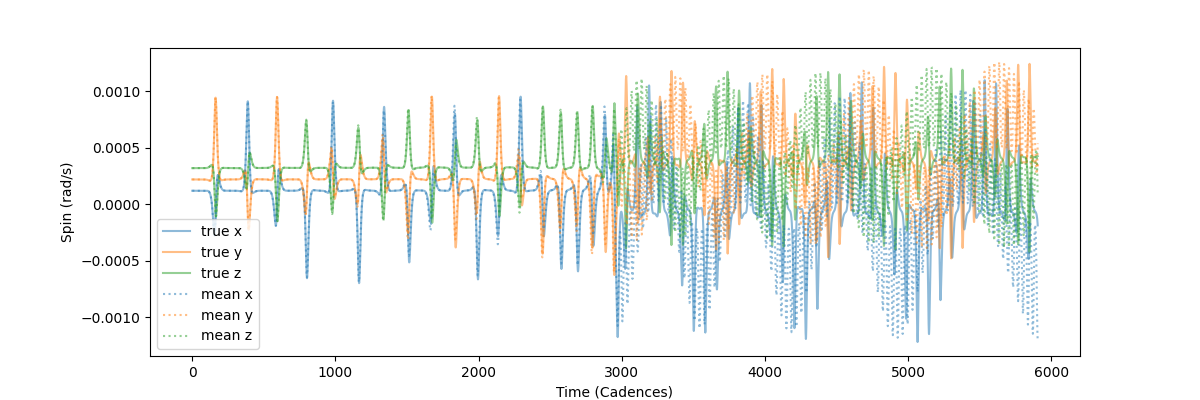 0.0010
0.0005
0.0000
−0.0005
−0.0010
Spin (rad/s)
true x
true y
true z
mean x
mean y
mean z
0
1000
2000
3000
4000
5000
6000
Time (Cadences)